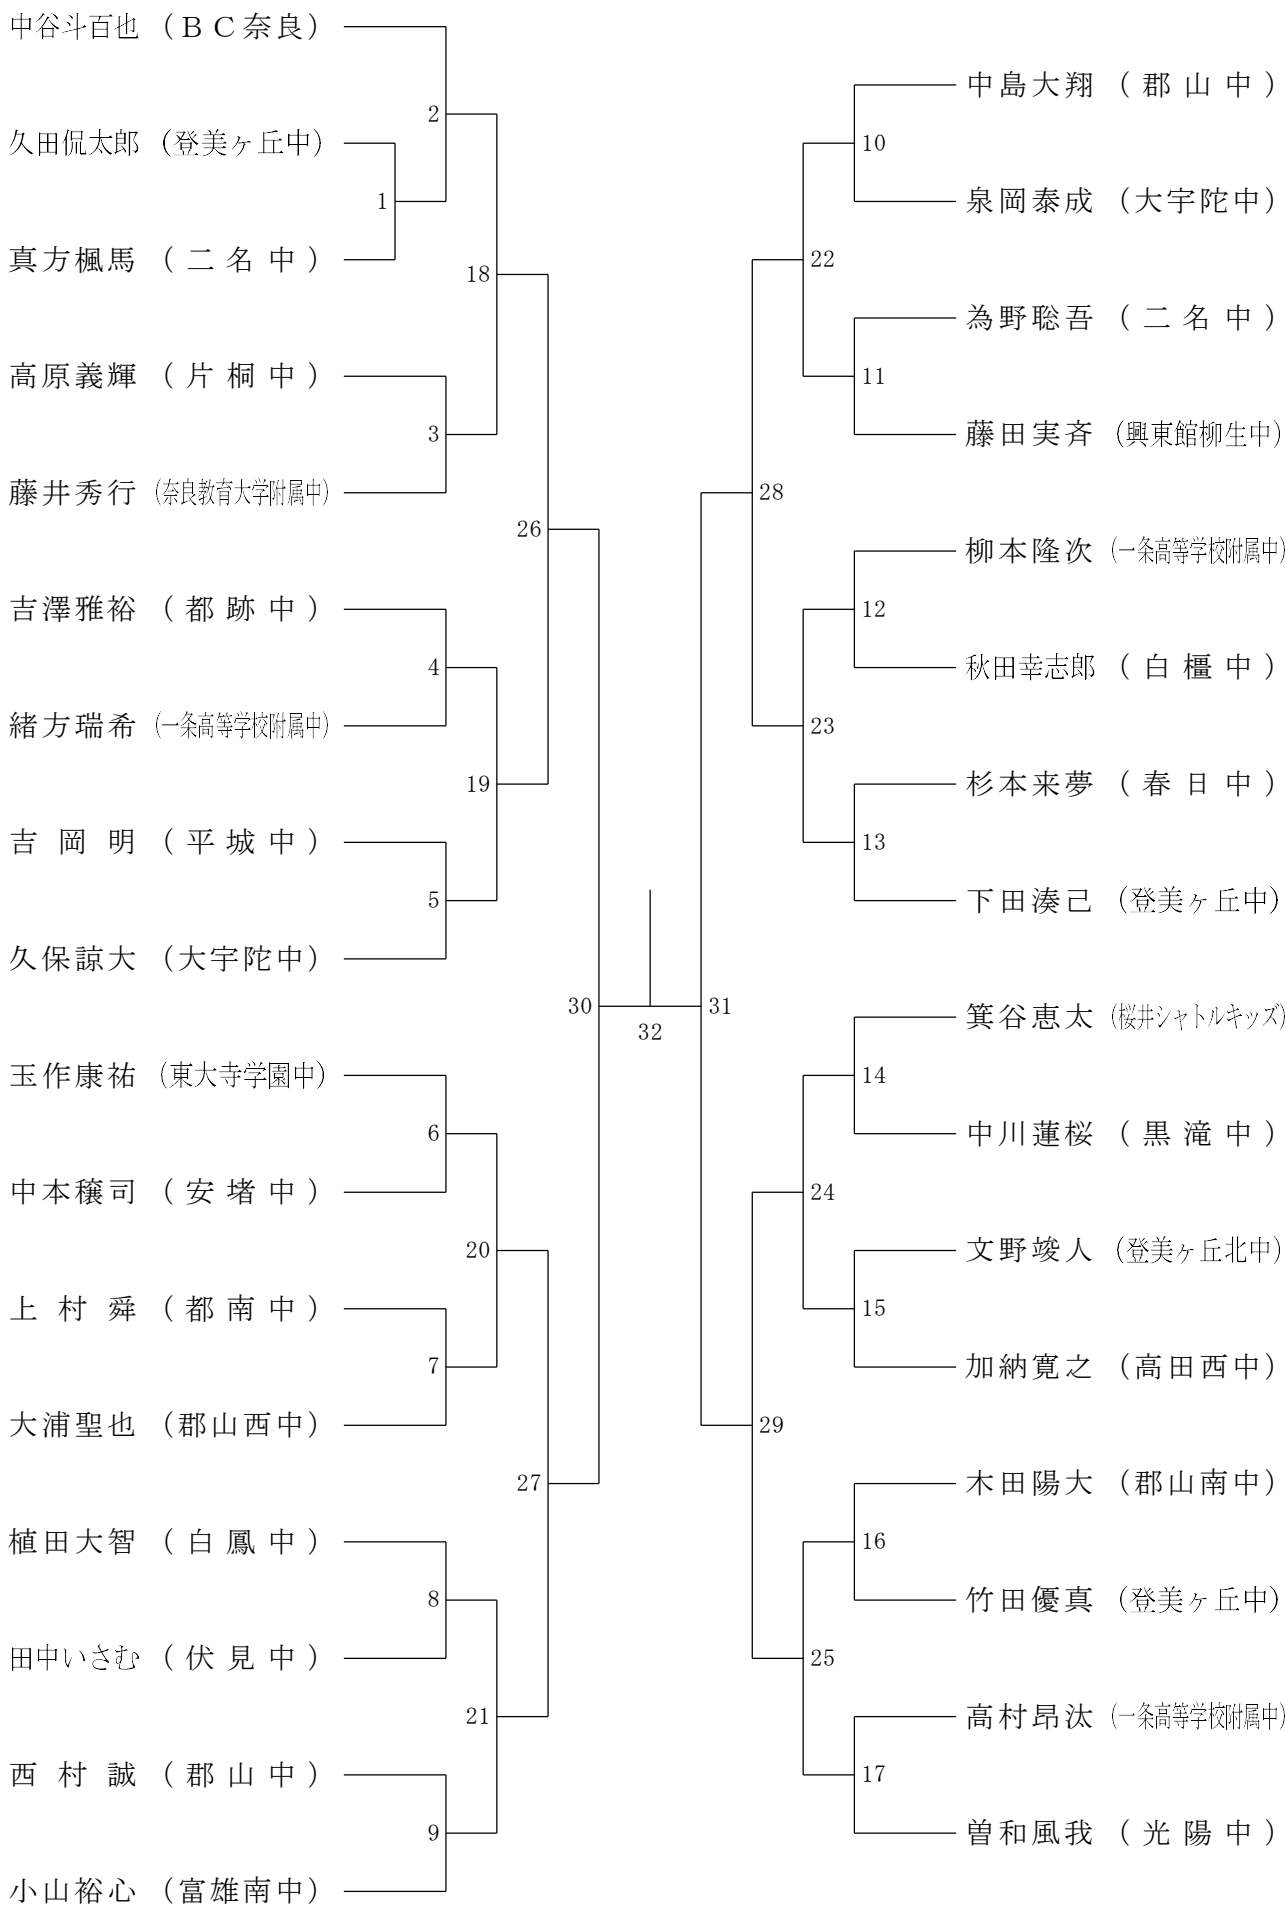 中谷斗百也 (ＢＣ奈良)
久田侃太郎 (登美ヶ丘中)
真方楓馬 (二名中)
高原義輝 (片桐中)
藤井秀行 (奈良教育大学附属中)
吉澤雅裕 (都跡中)
緒方瑞希 (一条高等学校附属中)
吉岡明 (平城中)
久保諒大 (大宇陀中)
玉作康祐 (東大寺学園中)
中本穣司 (安堵中)
上村舜 (都南中)
大浦聖也 (郡山西中)
植田大智 (白鳳中)
田中いさむ (伏見中)
西村誠 (郡山中)
小山裕心 (富雄南中)
1
2
3
4
5
6
7
8
9
18
19
20
21
26
27
30
32
31
28
29
22
23
24
25
10
11
12
13
14
15
16
17
中島大翔 (郡山中)
泉岡泰成 (大宇陀中)
為野聡吾 (二名中)
藤田実斉 (興東館柳生中)
柳本隆次 (一条高等学校附属中)
秋田幸志郎 (白橿中)
杉本来夢 (春日中)
下田湊己 (登美ヶ丘中)
箕谷恵太 (桜井シャトルキッズ)
中川蓮桜 (黒滝中)
文野竣人 (登美ヶ丘北中)
加納寛之 (高田西中)
木田陽大 (郡山南中)
竹田優真 (登美ヶ丘中)
高村昂汰 (一条高等学校附属中)
曽和風我 (光陽中)